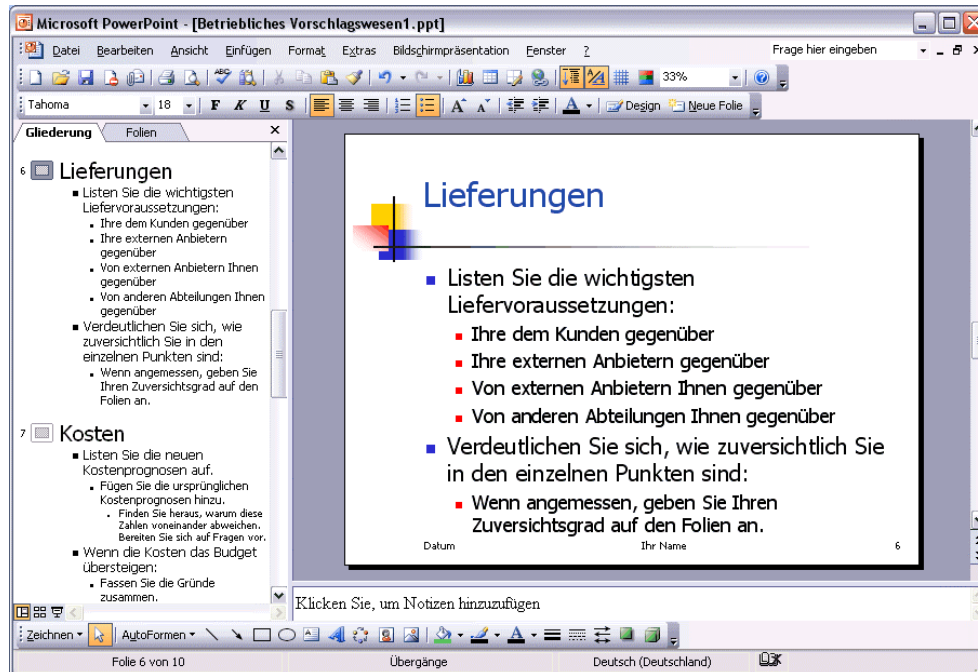 Microsoft PowerPoint - [Betriebliches Vorschlagswesen1.ppt]
Datei Bearbeiten Ansicht Einfügen Format Extras Bildschirmpräsentation Fenster ? Frage hier eingeben
33%
Tahoma 18 F K U S Design Neue Folie
Gliederung Folien
6 Lieferungen
Listen Sie die wichtigsten
Liefervoraussetzungen:
Ihre dem Kunden gegenüber
Ihre externen Anbietern
gegenüber
Von externen Anbietern Ihnen
gegenüber
Von anderen Abteilungen Ihnen
gegenüber
Verdeutlichen Sie sich, wie
zuversichtlich Sie in den
einzelnen Punkten sind:
Wenn angemessen, geben Sie
Ihren Zuversichtsgrad auf den
Folien an.
7 Kosten
Listen Sie die neuen
Kostenprognosen auf.
Fügen Sie die ursprünglichen
Kostenprognosen hinzu.
Finden Sie heraus, warum diese
Zahlen voneinander abweichen.
Bereiten Sie sich auf Fragen vor.
Wenn die Kosten das Budget
übersteigen:
Fassen Sie die Gründe
zusammen.
Lieferungen
Listen Sie die wichtigsten
Liefervoraussetzungen:
Ihre dem Kunden gegenüber
Ihre externen Anbietern gegenüber
Von externen Anbietern Ihnen gegenüber
Von anderen Abteilungen Ihnen gegenüber
Verdeutlichen Sie sich, wie zuversichtlich Sie
in den einzelnen Punkten sind:
Wenn angemessen, geben Sie Ihren
Zuversichtsgrad auf den Folien an.
Datum Ihr Name 6
Klicken Sie, um Notizen hinzuzufügen
Zeichnen AutoFormen
Folie 6 von 10 Übergänge Deutsch (Deutschland)